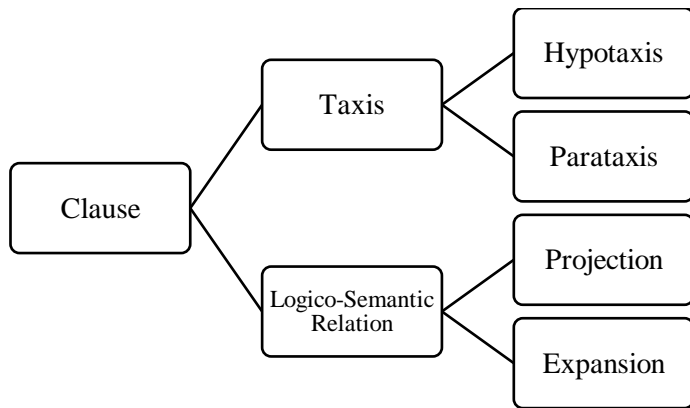 Hypotaxis
Taxis
Parataxis
Clause
Projection
Logico-Semantic
Relation
Expansion